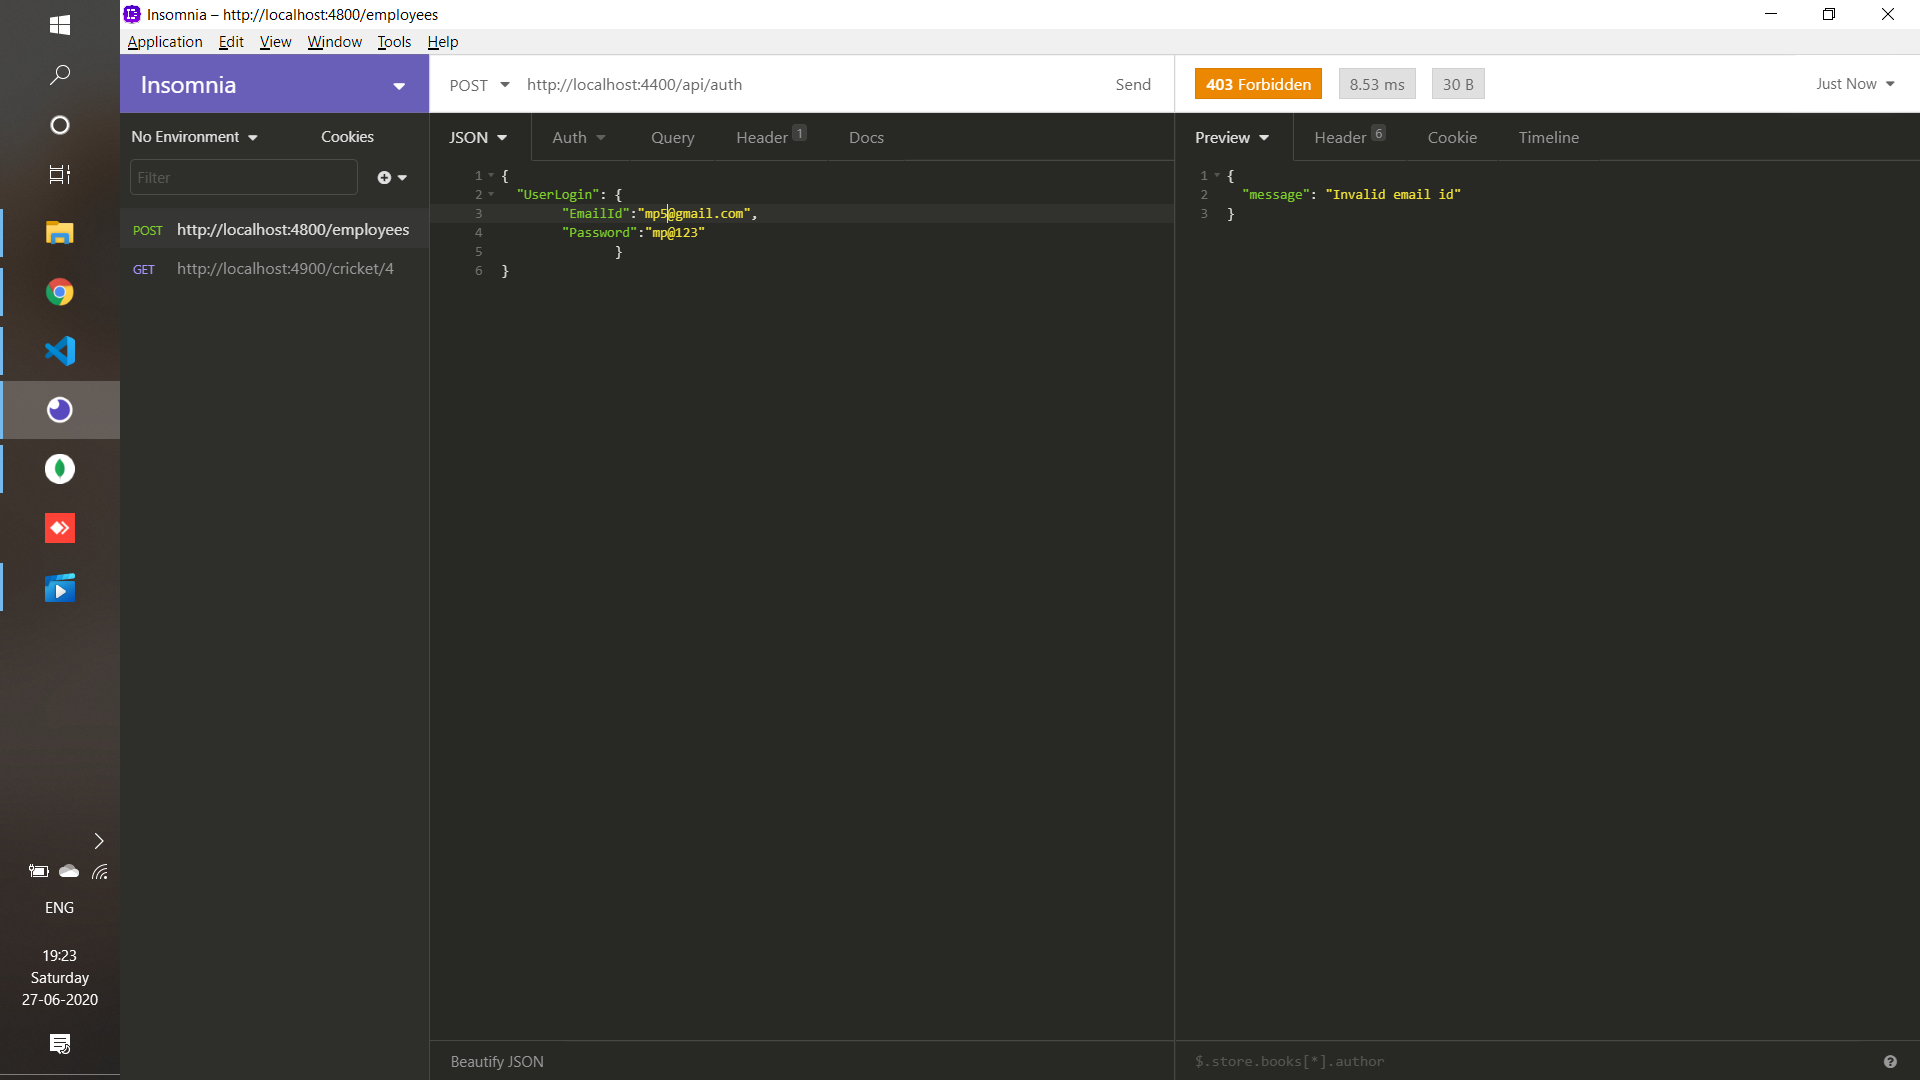 Insomnia – http://localhost:4800/employees
Application Edit View Window Tools Help
Insomnia
POST http://localhost:4400/api/auth Send
403 Forbidden 8.53 ms 30 B Just Now
No Environment Cookies
JSON Auth Query Header 1 Docs
Preview Header 6 Cookie Timeline
Filter
POST http://localhost:4800/employees
GET http://localhost:4900/cricket/4
1 {
2 "UserLogin": {
3 "EmailId":"mp5@gmail.com",
4 "Password":"mp@123"
5 }
6 }
1 {
2 "message": "Invalid email id"
3 }
Beautify JSON
$.store.books[*].author
ENG
19:23
Saturday
27-06-2020